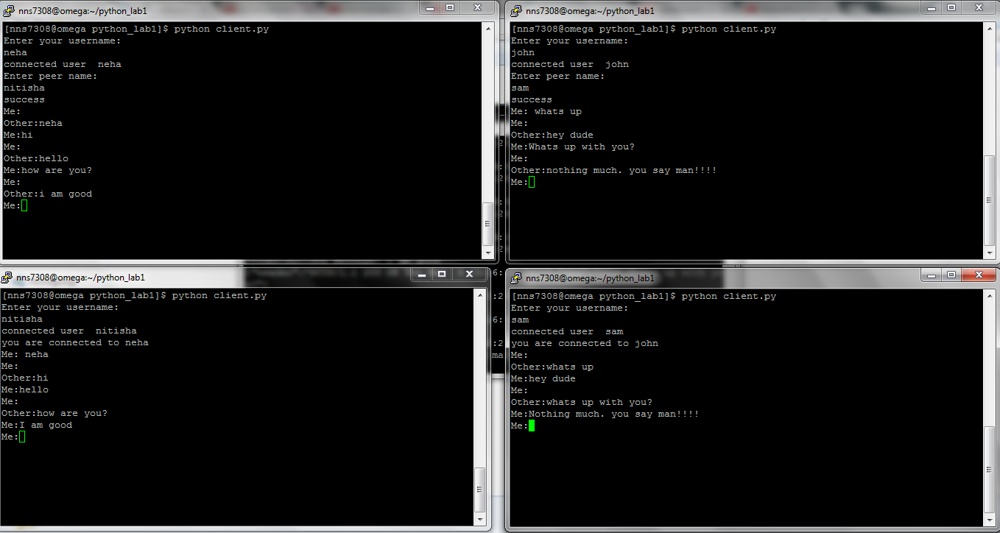 nns7308@omega:~/python_lab1
[nns7308@omega python_lab1]$ python client.py
Enter your username:
neha
connected user  neha
Enter peer name:
nitisha
success
Me:
Other:neha
Me:hi
Me:
Other:hello
Me:how are you?
Me:
Other:i am good
Me:
nns7308@omega:~/python_lab1
[nns7308@omega python_lab1]$ python client.py
Enter your username:
john
connected user  john
Enter peer name:
sam
success
Me: whats up
Me:
Other:hey dude
Me:Whats up with you?
Me:
Other:nothing much. you say man!!!!
Me:
nns7308@omega:~/python_lab1
[nns7308@omega python_lab1]$ python client.py
Enter your username:
nitisha
connected user  nitisha
you are connected to neha
Me: neha
Me:
Other:hi
Me:hello
Me:
Other:how are you?
Me:I am good
Me:
nns7308@omega:~/python_lab1
[nns7308@omega python_lab1]$ python client.py
Enter your username:
sam
connected user  sam
you are connected to john
Me:
Other:whats up
Me:hey dude
Me:
Other:whats up with you?
Me:Nothing much. you say man!!!!
Me: